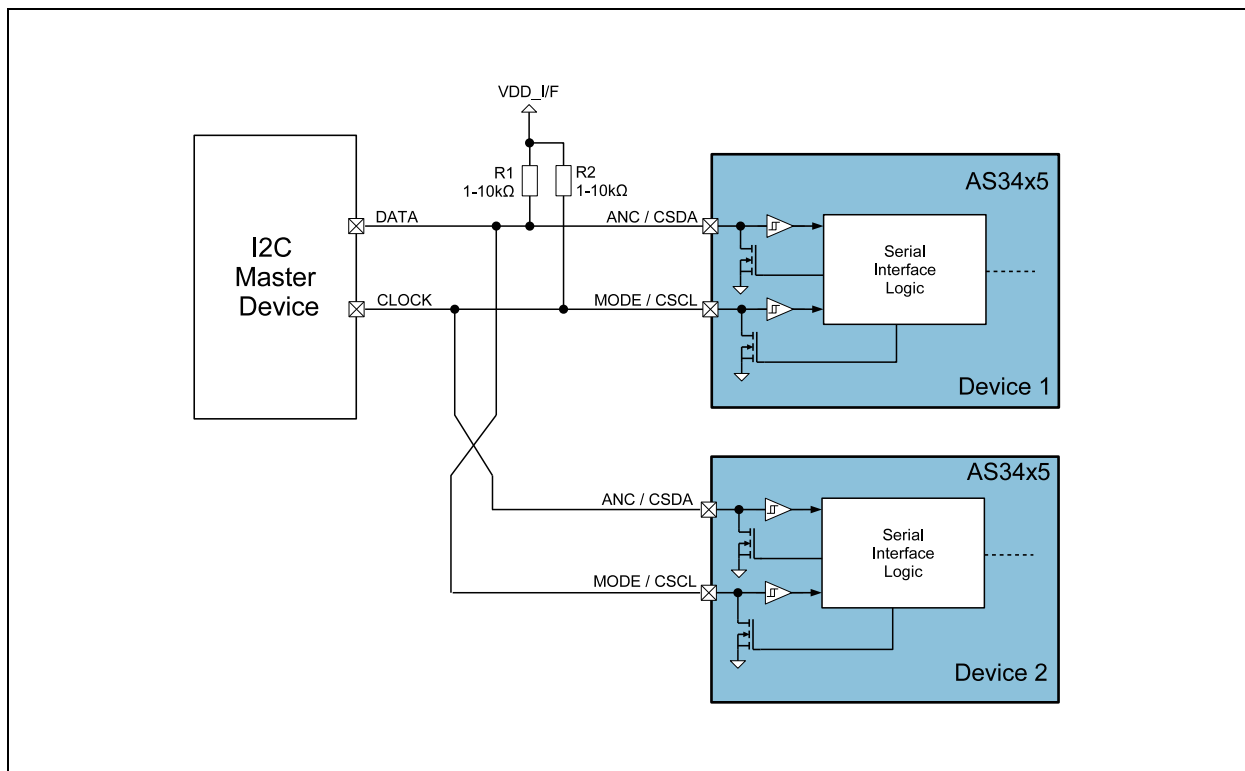 VDD_I/F
R1
1-10kΩ
R2
1-10kΩ
I2C
Master
Device
DATA
CLOCK
ANC / CSDA
MODE / CSCL
AS34x5
Serial
Interface
Logic
Device 1
ANC / CSDA
MODE / CSCL
AS34x5
Serial
Interface
Logic
Device 2